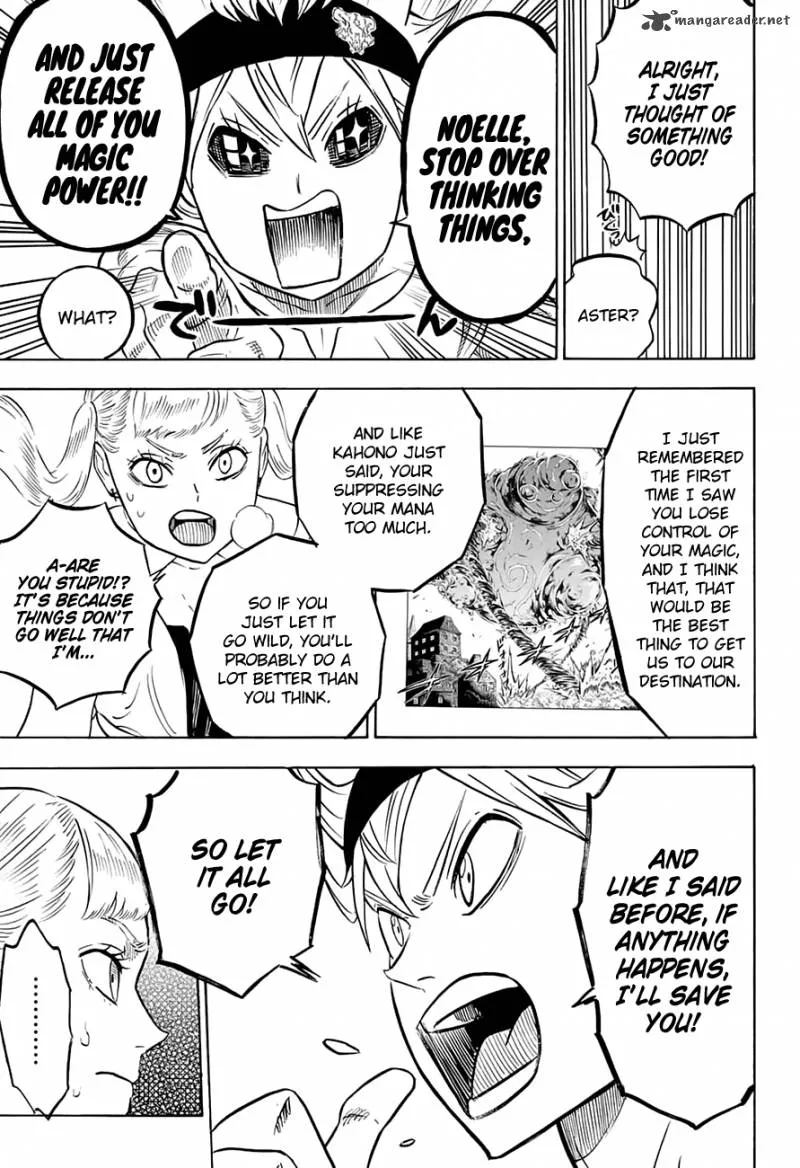 mangareader.net
ALRIGHT,
I JUST
THOUGHT OF
SOMETHING
GOOD!
ASTER?
NOELLE,
STOP OVER
THINKING
THINGS,
AND JUST
RELEASE
ALL OF YOU
MAGIC
POWER!!
WHAT?
でーん
I JUST
REMEMBERED
THE FIRST
TIME I SAW
YOU LOSE
CONTROL OF
YOUR MAGIC,
AND I THINK
THAT, THAT
WOULD BE
THE BEST
THING TO GET
US TO OUR
DESTINATION.
AND LIKE
KAHONO JUST
SAID, YOUR
SUPPRESSING
YOUR MANA
TOO MUCH.
SO IF YOU
JUST LET IT
GO WILD, YOU'LL
PROBABLY DO A
LOT BETTER THAN
YOU THINK.
A-ARE
YOU STUPID!?
IT'S BECAUSE
THINGS DON'T
GO WELL THAT
I'M...
AND
LIKE I SAID
BEFORE, IF
ANYTHING
HAPPENS,
I'LL SAVE
YOU!
SO LET
IT ALL
GO!
........